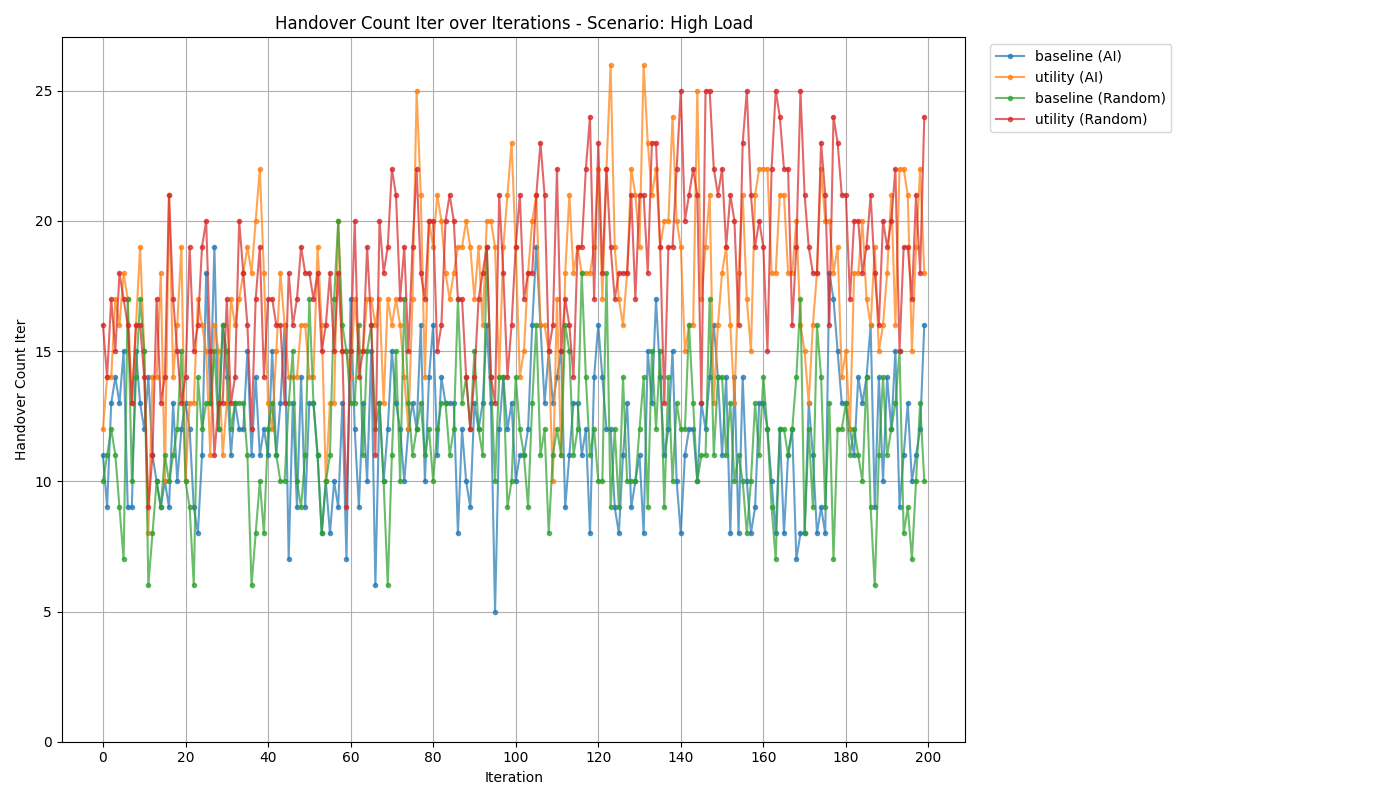 Handover Count Iter over Iterations - Scenario: High Load
baseline (AI)
utility (AI)
baseline (Random)
utility (Random)
Handover Count Iter
25
20
15
10
5
0
0 20 40 60 80 100 120 140 160 180 200
Iteration